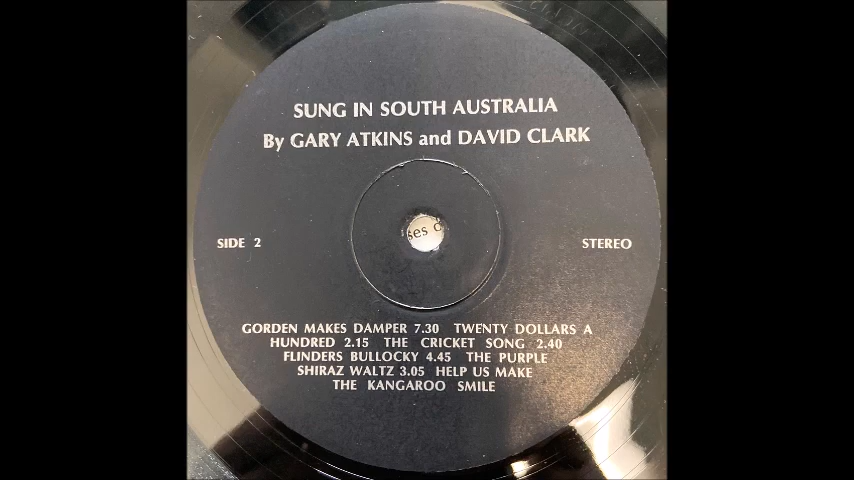 SUNG IN SOUTH AUSTRALIA
By GARY ATKINS and DAVID CLARK
ses
SIDE 2
STEREO
GORDEN MAKES DAMPER 7.30 TWENTY DOLLARS A
HUNDRED 2.15 THE CRICKET SONG 2.40
FLINDERS BULLOCKY 4.45 THE PURPLE
SHIRAZ WALTZ 3.05 HELP US MAKE
THE KANGAROO SMILE